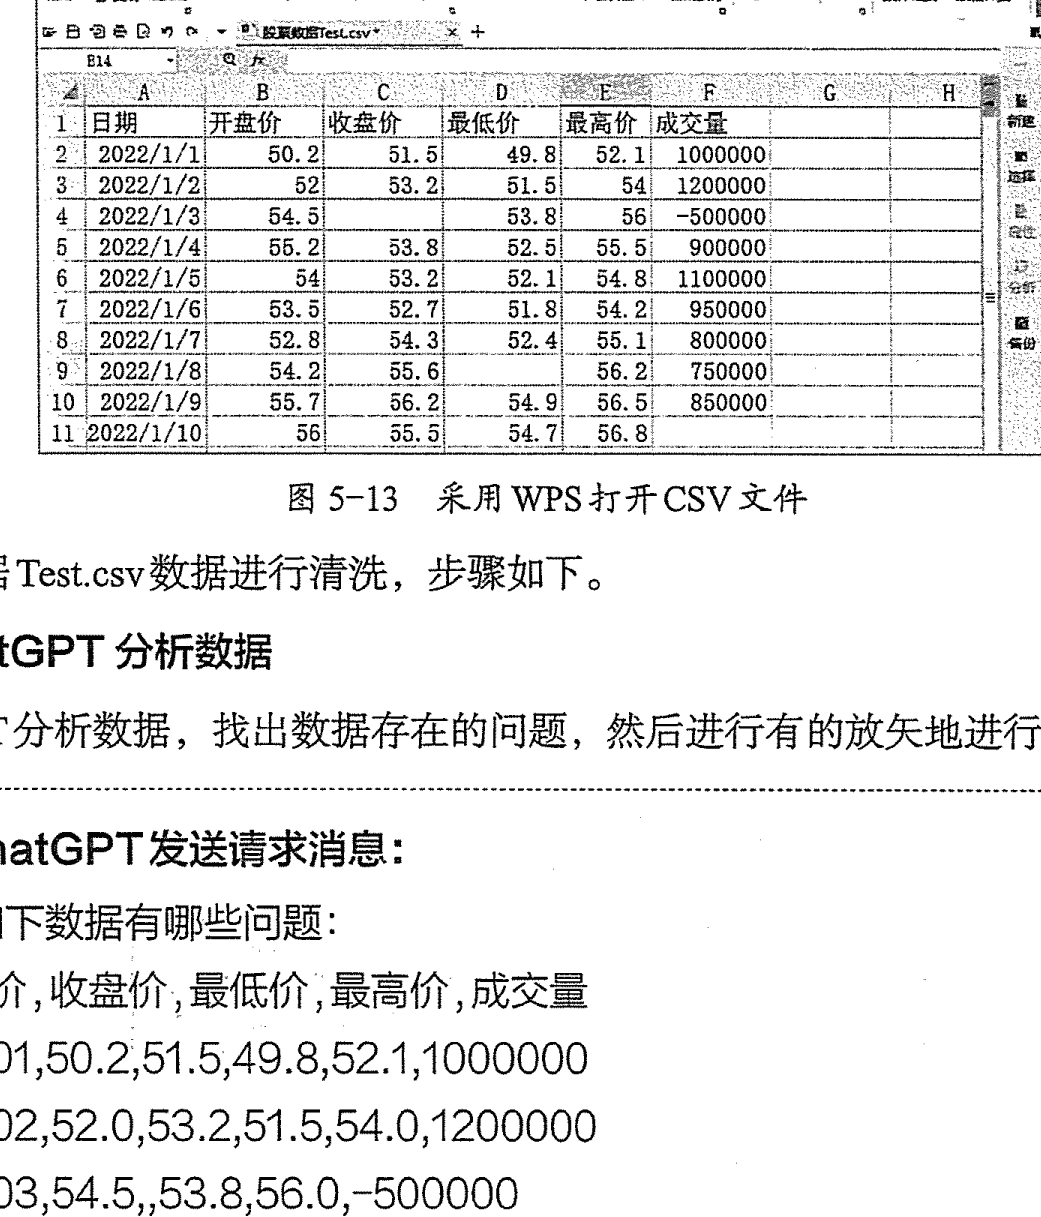 股票数据Test.csv* × +
E14 fx
A B C D E F G H
1 日期 开盘价 收盘价 最低价 最高价 成交量
新建
2 2022/1/1 50.2 51.5 49.8 52.1 1000000
3 2022/1/2 52 53.2 51.5 54 1200000
选择
4 2022/1/3 54.5 53.8 56 -500000
5 2022/1/4 55.2 53.8 52.5 55.5 900000
6 2022/1/5 54 53.2 52.1 54.8 1100000
分析
7 2022/1/6 53.5 52.7 51.8 54.2 950000
8 2022/1/7 52.8 54.3 52.4 55.1 800000
备份
9 2022/1/8 54.2 55.6 56.2 750000
10 2022/1/9 55.7 56.2 54.9 56.5 850000
11 2022/1/10 56 55.5 54.7 56.8
图 5-13 采用WPS打开CSV文件
居Test.csv数据进行清洗，步骤如下。
tGPT 分析数据
T分析数据，找出数据存在的问题，然后进行有的放矢地进行
hatGPT发送请求消息：
下数据有哪些问题：
价,收盘价,最低价,最高价,成交量
01,50.2,51.5,49.8,52.1,1000000
02,52.0,53.2,51.5,54.0,1200000
03,54.5,,53.8,56.0,-500000